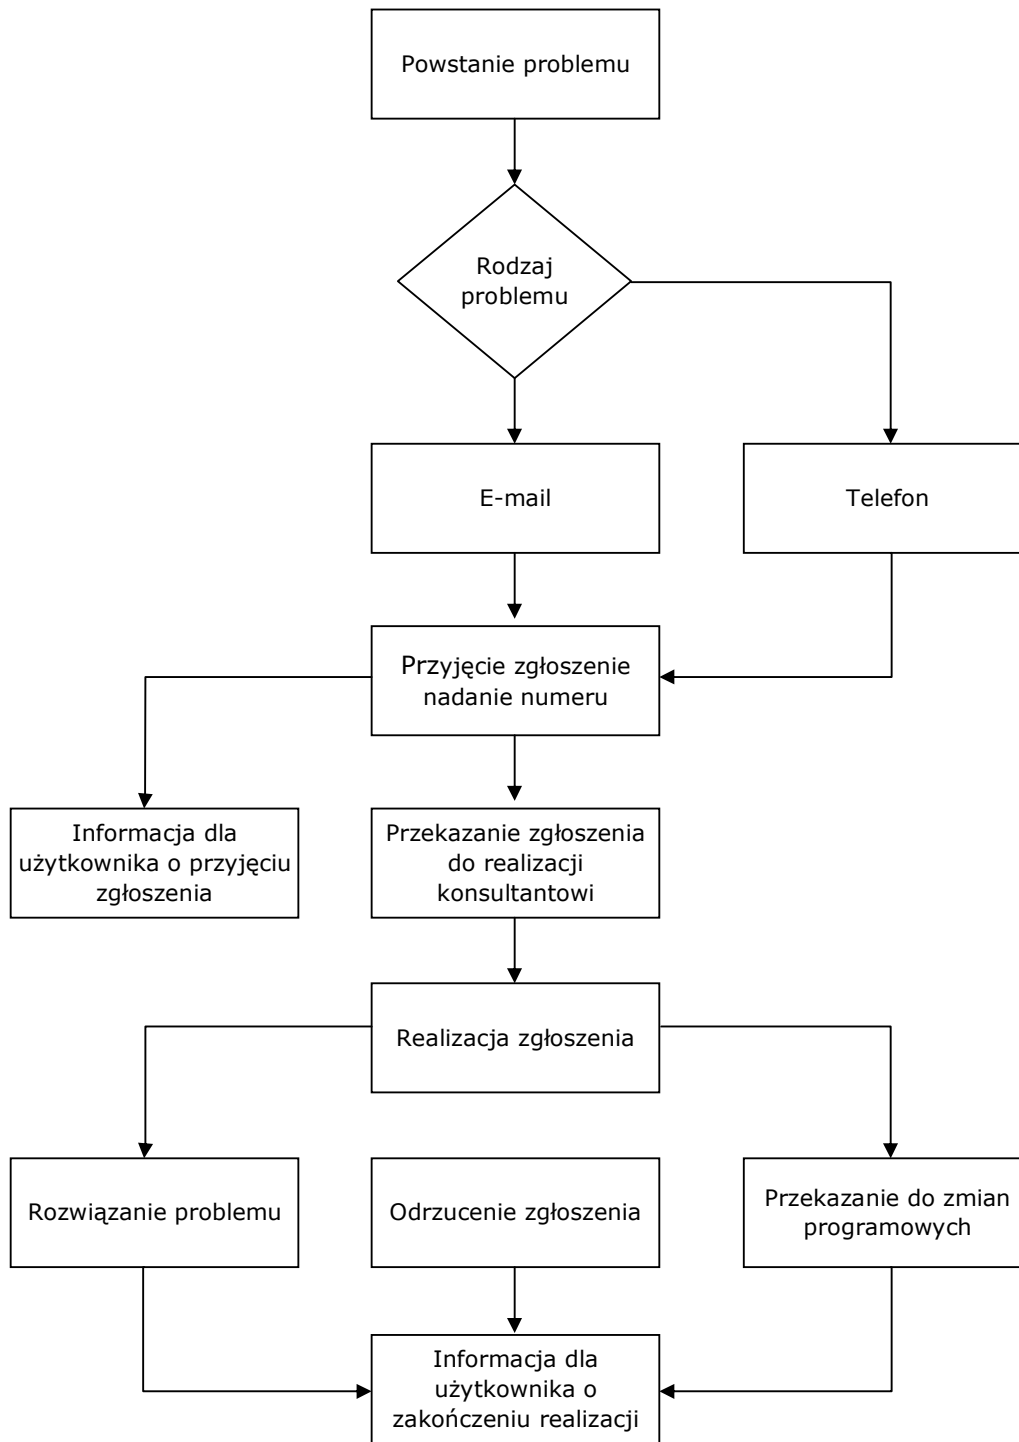 Powstanie problemu
Rodzaj
problemu
E-mail
Telefon
Przyjęcie zgłoszenie
nadanie numeru
Informacja dla
użytkownika o przyjęciu
zgłoszenia
Przekazanie zgłoszenia
do realizacji
konsultantowi
Realizacja zgłoszenia
Rozwiązanie problemu
Odrzucenie zgłoszenia
Przekazanie do zmian
programowych
Informacja dla
użytkownika o
zakończeniu realizacji